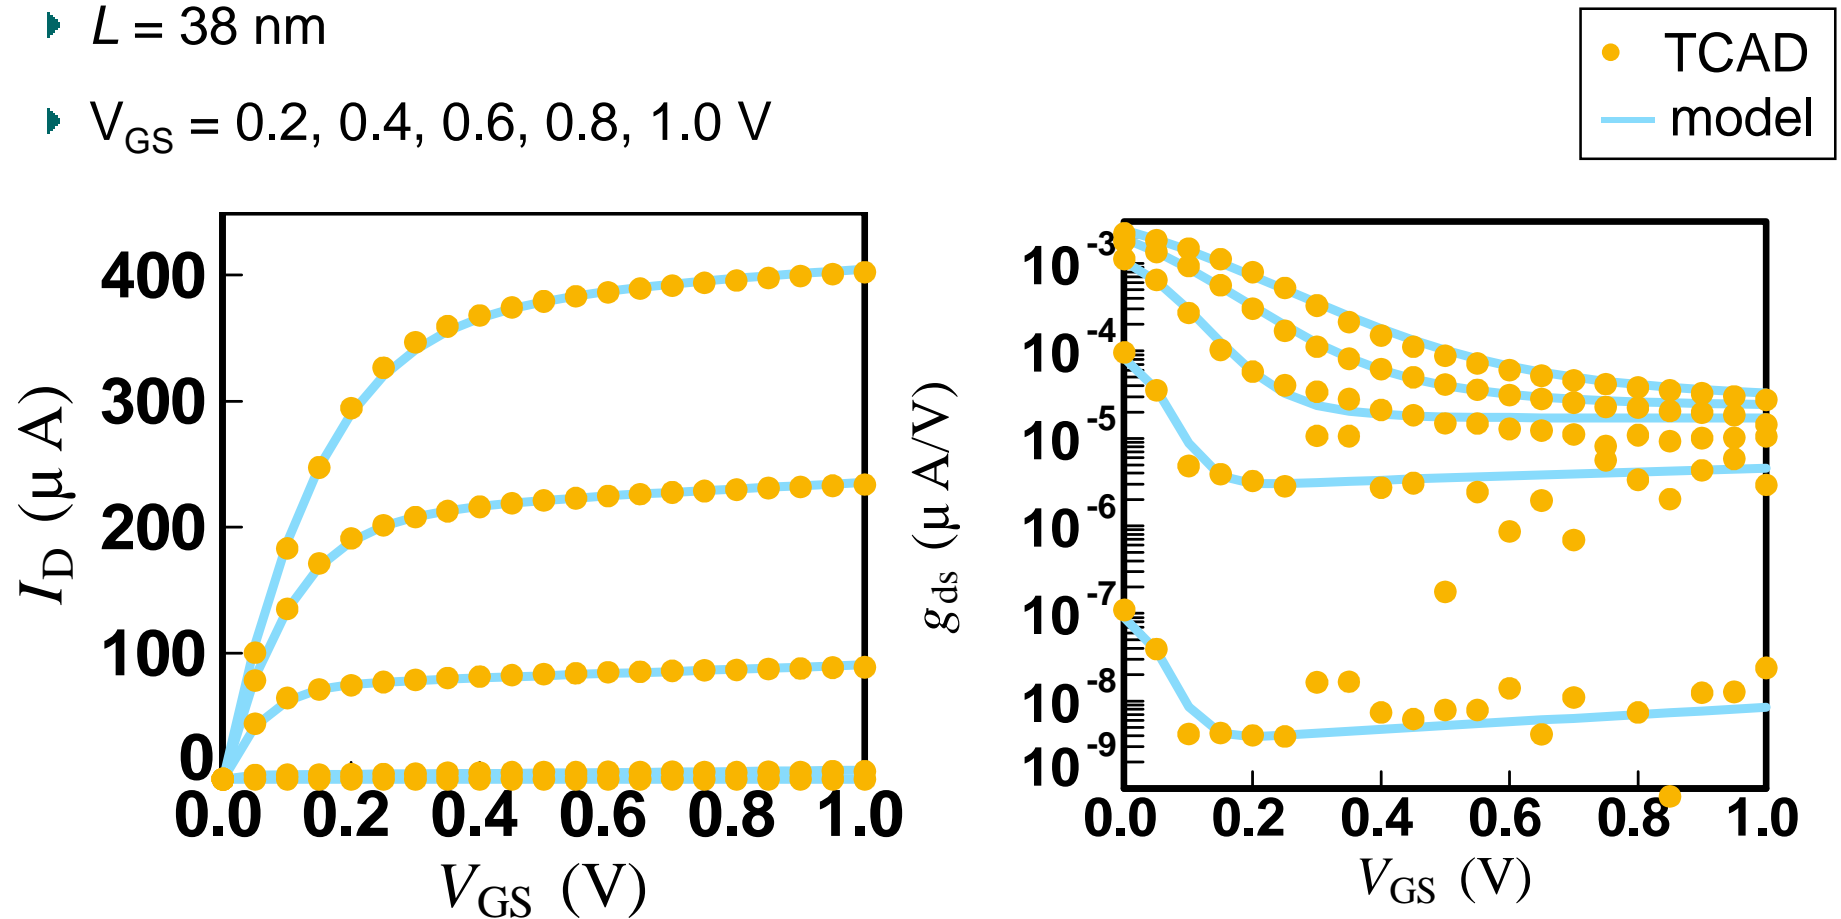 L = 38 nm
V_GS = 0.2, 0.4, 0.6, 0.8, 1.0 V
TCAD
model
400
300
200
100
0
0.0 0.2 0.4 0.6 0.8 1.0
I_D (μ A)
V_GS (V)
10^-3
10^-4
10^-5
10^-6
10^-7
10^-8
10^-9
0.0 0.2 0.4 0.6 0.8 1.0
g_ds (μ A/V)
V_GS (V)